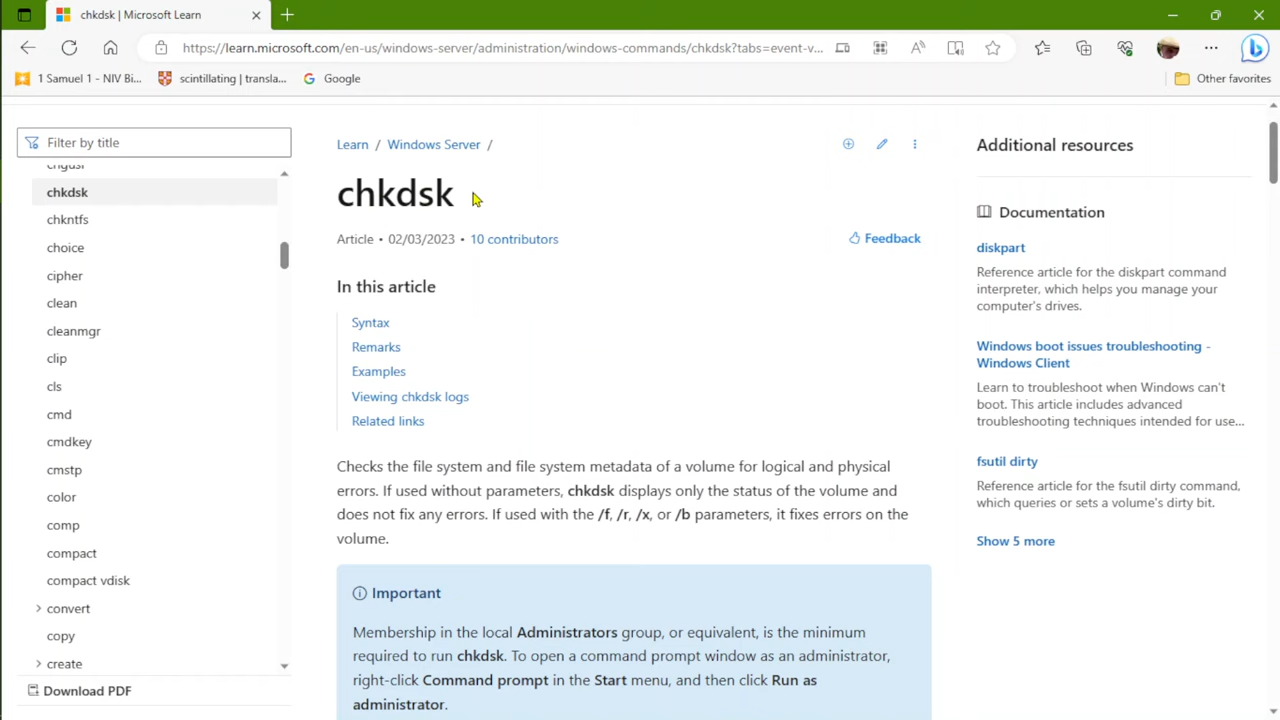 chkdsk | Microsoft Learn
https://learn.microsoft.com/en-us/windows-server/administration/windows-commands/chkdsk?tabs=event-v...
1 Samuel 1 - NIV Bi...
scintillating | transla...
Google
Other favorites
Filter by title
chkdsk
chkntfs
choice
cipher
clean
cleanmgr
clip
cls
cmd
cmdkey
cmstp
color
comp
compact
compact vdisk
convert
copy
create
Download PDF
Learn / Windows Server /
chkdsk
Article • 02/03/2023 • 10 contributors
Feedback
In this article
Syntax
Remarks
Examples
Viewing chkdsk logs
Related links
Checks the file system and file system metadata of a volume for logical and physical
errors. If used without parameters, chkdsk displays only the status of the volume and
does not fix any errors. If used with the /f, /r, /x, or /b parameters, it fixes errors on the
volume.
Important
Membership in the local Administrators group, or equivalent, is the minimum
required to run chkdsk. To open a command prompt window as an administrator,
right-click Command prompt in the Start menu, and then click Run as
administrator.
Additional resources
Documentation
diskpart
Reference article for the diskpart command
interpreter, which helps you manage your
computer's drives.
Windows boot issues troubleshooting -
Windows Client
Learn to troubleshoot when Windows can't
boot. This article includes advanced
troubleshooting techniques intended for use...
fsutil dirty
Reference article for the fsutil dirty command,
which queries or sets a volume's dirty bit.
Show 5 more